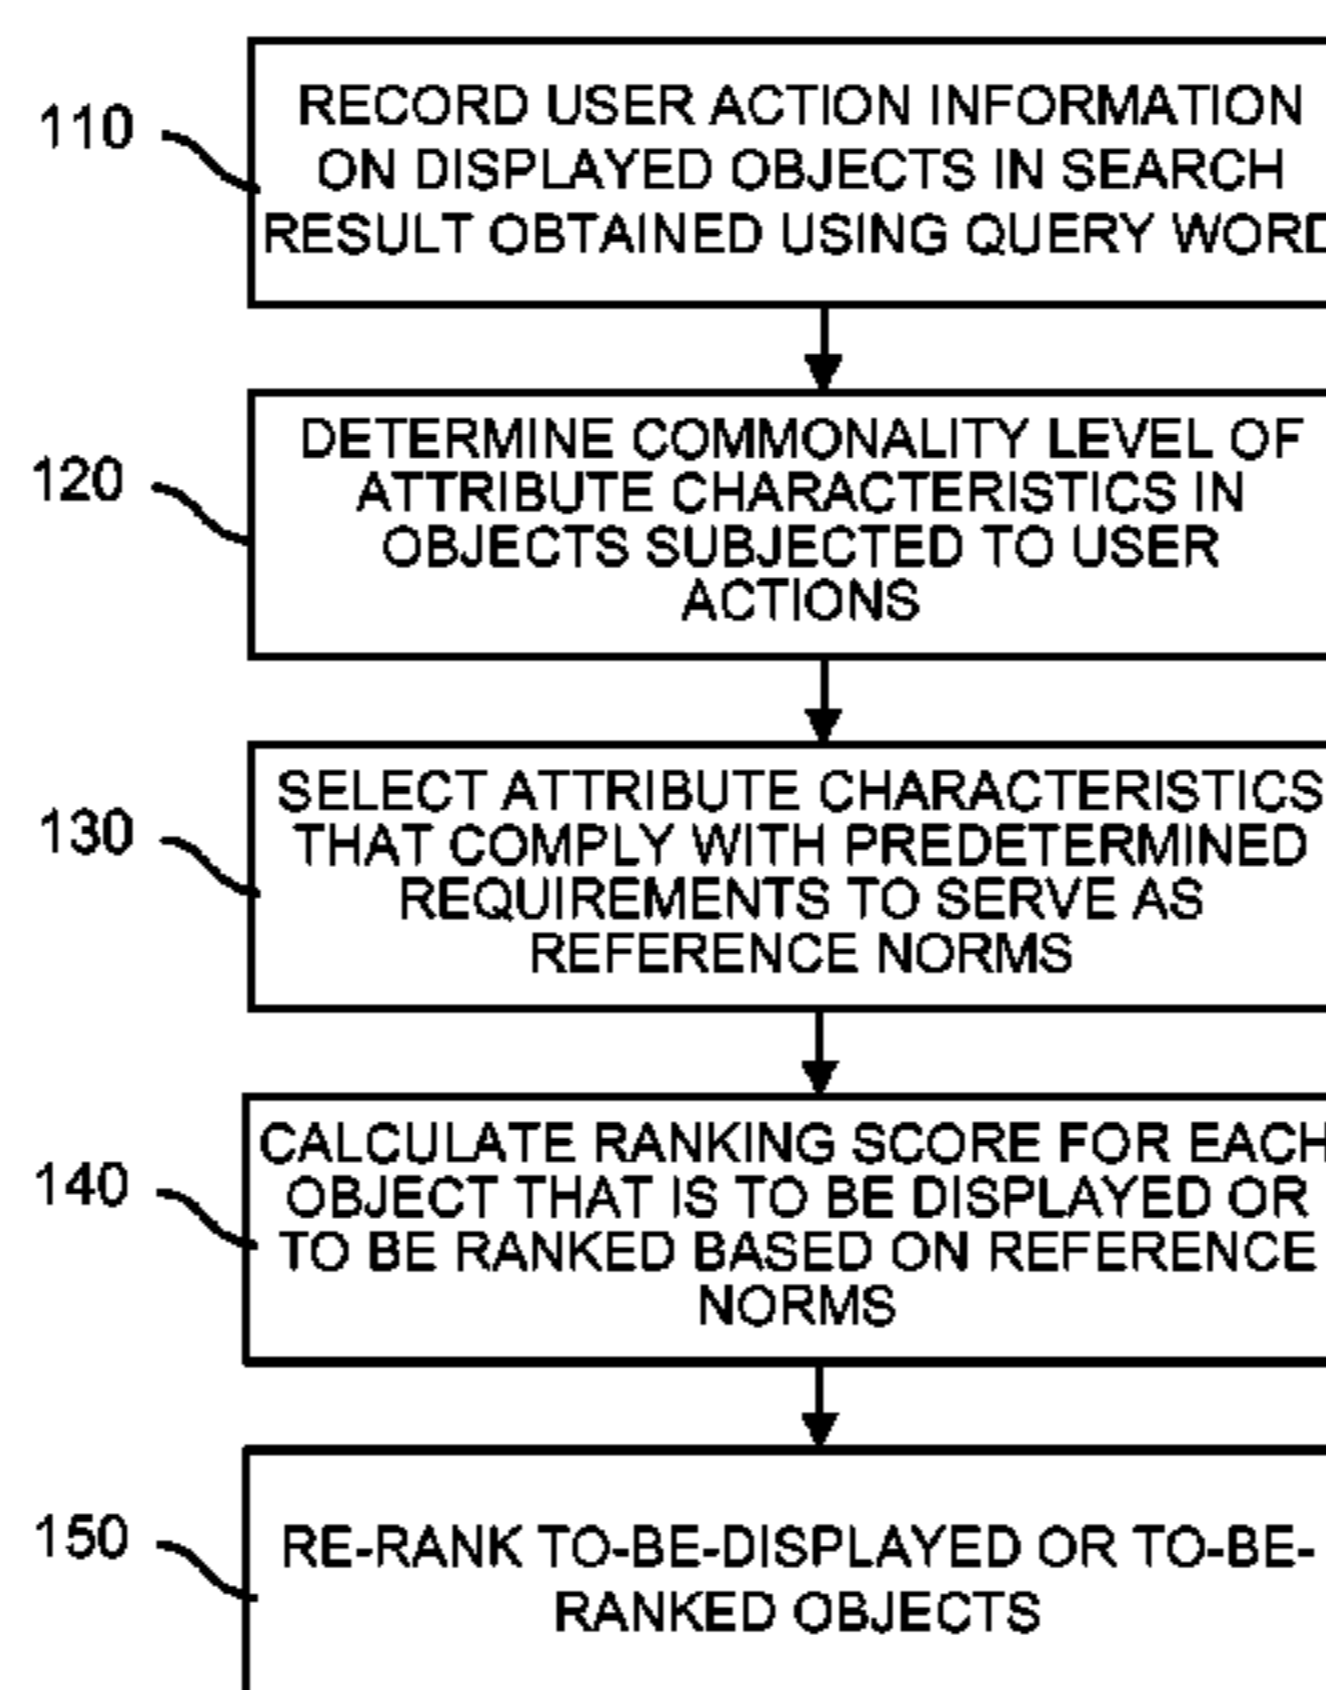 110
RECORD USER ACTION INFORMATION
ON DISPLAYED OBJECTS IN SEARCH
RESULT OBTAINED USING QUERY WORD
120
DETERMINE COMMONALITY LEVEL OF
ATTRIBUTE CHARACTERISTICS IN
OBJECTS SUBJECTED TO USER
ACTIONS
130
SELECT ATTRIBUTE CHARACTERISTICS
THAT COMPLY WITH PREDETERMINED
REQUIREMENTS TO SERVE AS
REFERENCE NORMS
140
CALCULATE RANKING SCORE FOR EACH
OBJECT THAT IS TO BE DISPLAYED OR
TO BE RANKED BASED ON REFERENCE
NORMS
150
RE-RANK TO-BE-DISPLAYED OR TO-BE-
RANKED OBJECTS